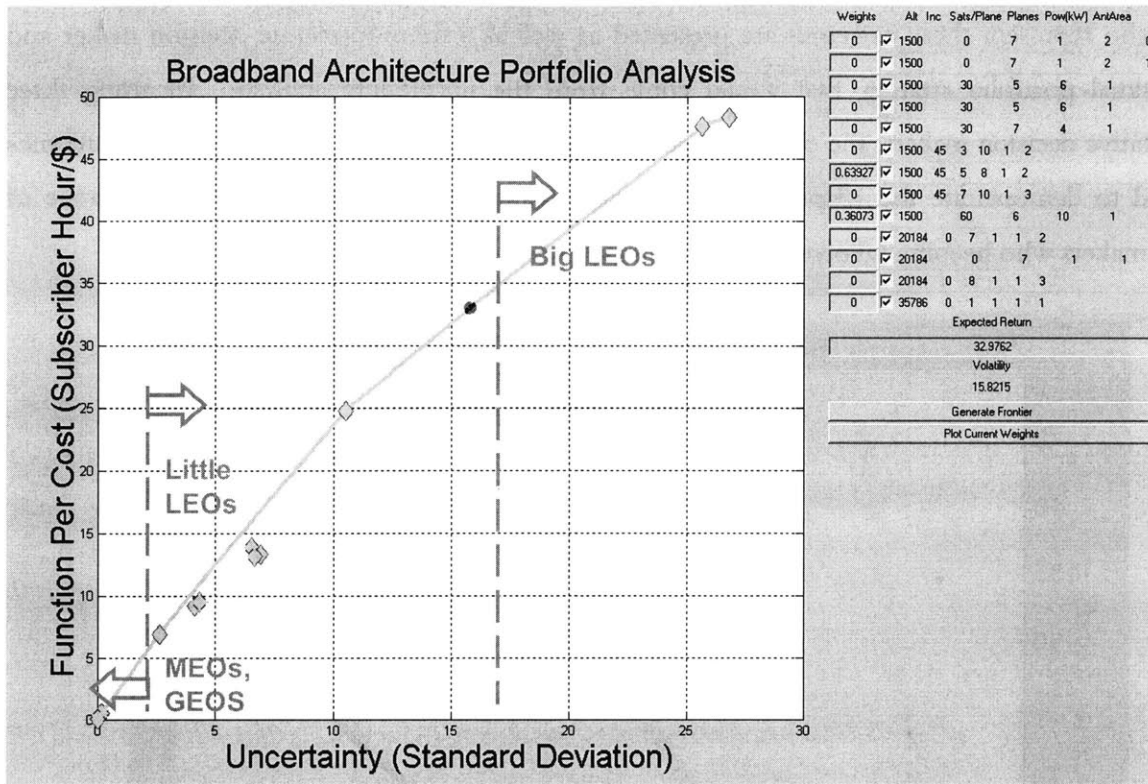 Broadband Architecture Portfolio Analysis
Function Per Cost (Subscriber Hour/$)
50
45
40
35
30
25
20
15
10
5
0
Big LEOs
Little
LEOs
MEOs,
GEOS
0 5 10 15 20 25 30
Uncertainty (Standard Deviation)
Weights Alt Inc Sats/Plane Planes Pow(kW) AntArea
0 1500 0 7 1 2
0 1500 0 7 1 2
0 1500 30 5 6 1
0 1500 30 5 6 1
0 1500 30 7 4 1
0 1500 45 3 10 1 2
0.63927 1500 45 5 8 1 2
0 1500 45 7 10 1 3
0.36073 1500 60 6 10 1
0 20184 0 7 1 1 2
0 20184 0 7 1 1
0 20184 0 8 1 1 3
0 35786 0 1 1 1 1
Expected Return
32.9762
Volatility
15.8215
Generate Frontier
Plot Current Weights